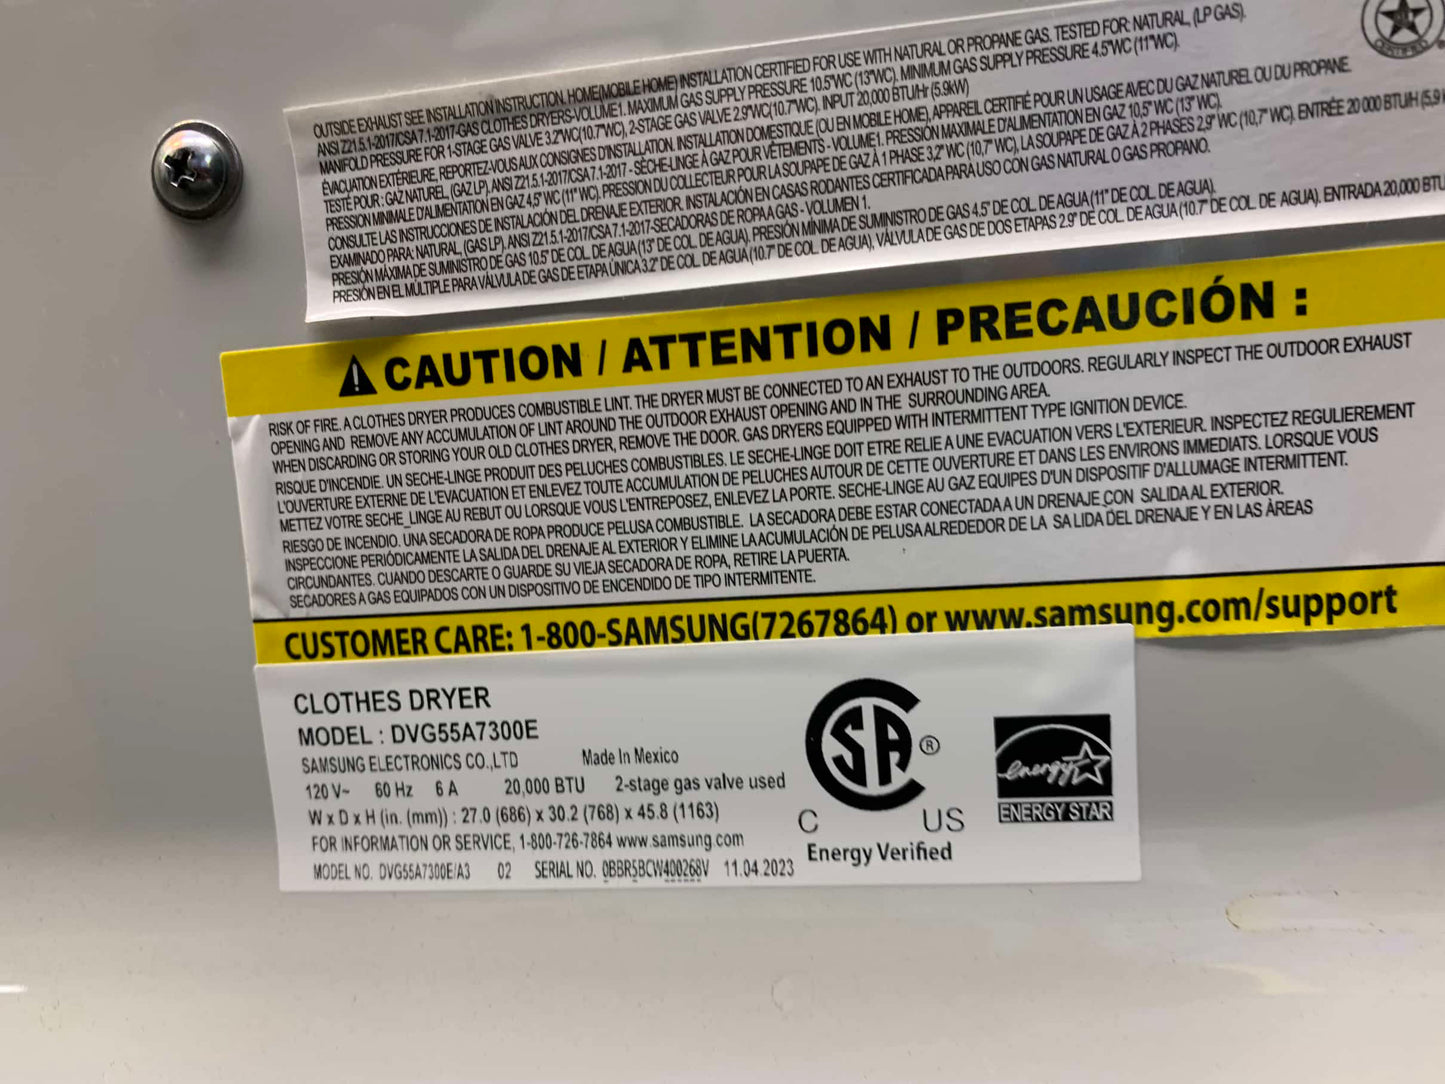 OUTSIDE EXHAUST SEE INSTALLATION INSTRUCTION. HOME(MOBILE HOME) INSTALLATION CERTIFIED FOR USE WITH NATURAL OR PROPANE GAS. TESTED FOR: NATURAL, (LP GAS).
ANSI Z21.5.1-2017/CSA 7.1-2017-GAS CLOTHES DRYERS-VOLUME1. MAXIMUM GAS SUPPLY PRESSURE 10.5"WC (13"WC). MINIMUM GAS SUPPLY PRESSURE 4.5"WC (11"WC).
MANIFOLD PRESSURE FOR 1-STAGE GAS VALVE 3.2"WC(10.7"WC), 2-STAGE GAS VALVE 2.9"WC(10.7"WC). INPUT 20,000 BTU/Hr (5.9kW)
ÉVACUATION EXTÉRIEURE, REPORTEZ-VOUS AUX CONSIGNES D'INSTALLATION. INSTALLATION DOMESTIQUE (OU EN MOBILE HOME), APPAREIL CERTIFIÉ POUR UN USAGE AVEC DU GAZ NATUREL OU DU PROPANE.
TESTÉ POUR : GAZ NATUREL, (GAZ LP), ANSI Z21.5.1-2017/CSA 7.1-2017 - SÈCHE-LINGE À GAZ POUR VÊTEMENTS - VOLUME1. PRESSION MAXIMALE D'ALIMENTATION EN GAZ 10,5" WC (13" WC).
PRESSION MINIMALE D'ALIMENTATION EN GAZ 4,5" WC (11" WC). PRESSION DU COLLECTEUR POUR LA SOUPAPE DE GAZ À 1 PHASE 3,2" WC (10,7" WC), LA SOUPAPE DE GAZ À 2 PHASES 2,9" WC (10,7" WC). ENTRÉE 20 000 BTU/H (5,9
CONSULTE LAS INSTRUCCIONES DE INSTALACIÓN DEL DRENAJE EXTERIOR. INSTALACIÓN EN CASAS RODANTES CERTIFICADA PARA USO CON GAS NATURAL O GAS PROPANO.
EXAMINADO PARA: NATURAL, (GAS LP), ANSI Z21.5.1-2017/CSA 7.1-2017-SECADORAS DE ROPA A GAS - VOLUMEN 1.
PRESIÓN MÁXIMA DE SUMINISTRO DE GAS 10.5" DE COL. DE AGUA (13" DE COL. DE AGUA). PRESIÓN MÍNIMA DE SUMINISTRO DE GAS 4.5" DE COL. DE AGUA (11" DE COL. DE AGUA).
PRESIÓN EN EL MÚLTIPLE PARA VÁLVULA DE GAS DE ETAPA ÚNICA 3.2" DE COL. DE AGUA (10.7" DE COL. DE AGUA), VÁLVULA DE GAS DE DOS ETAPAS 2.9" DE COL. DE AGUA (10.7" DE COL. DE AGUA). ENTRADA 20,000 BTU
CERTIFIED
CAUTION / ATTENTION / PRECAUCIÓN :
RISK OF FIRE. A CLOTHES DRYER PRODUCES COMBUSTIBLE LINT. THE DRYER MUST BE CONNECTED TO AN EXHAUST TO THE OUTDOORS. REGULARLY INSPECT THE OUTDOOR EXHAUST
OPENING AND REMOVE ANY ACCUMULATION OF LINT AROUND THE OUTDOOR EXHAUST OPENING AND IN THE SURROUNDING AREA.
WHEN DISCARDING OR STORING YOUR OLD CLOTHES DRYER, REMOVE THE DOOR. GAS DRYERS EQUIPPED WITH INTERMITTENT TYPE IGNITION DEVICE.
RISQUE D'INCENDIE. UN SECHE-LINGE PRODUIT DES PELUCHES COMBUSTIBLES. LE SECHE-LINGE DOIT ETRE RELIE A UNE EVACUATION VERS L'EXTERIEUR. INSPECTEZ REGULIEREMENT
L'OUVERTURE EXTERNE DE L'EVACUATION ET ENLEVEZ TOUTE ACCUMULATION DE PELUCHES AUTOUR DE CETTE OUVERTURE ET DANS LES ENVIRONS IMMEDIATS. LORSQUE VOUS
METTEZ VOTRE SECHE_LINGE AU REBUT OU LORSQUE VOUS L'ENTREPOSEZ, ENLEVEZ LA PORTE. SECHE-LINGE AU GAZ EQUIPES D'UN DISPOSITIF D'ALLUMAGE INTERMITTENT.
RIESGO DE INCENDIO. UNA SECADORA DE ROPA PRODUCE PELUSA COMBUSTIBLE. LA SECADORA DEBE ESTAR CONECTADA A UN DRENAJE CON SALIDA AL EXTERIOR.
INSPECCIONE PERIÓDICAMENTE LA SALIDA DEL DRENAJE AL EXTERIOR Y ELIMINE LA ACUMULACIÓN DE PELUSA ALREDEDOR DE LA SALIDA DEL DRENAJE Y EN LAS ÀREAS
CIRCUNDANTES. CUANDO DESCARTE O GUARDE SU VIEJA SECADORA DE ROPA, RETIRE LA PUERTA.
SECADORES A GAS EQUIPADOS CON UN DISPOSITIVO DE ENCENDIDO DE TIPO INTERMITENTE.
CUSTOMER CARE: 1-800-SAMSUNG(7267864) or www.samsung.com/support
CLOTHES DRYER
MODEL : DVG55A7300E
SAMSUNG ELECTRONICS CO.,LTD Made In Mexico
120 V~ 60 Hz 6 A 20,000 BTU 2-stage gas valve used
W x D x H (in. (mm)) : 27.0 (686) x 30.2 (768) x 45.8 (1163)
FOR INFORMATION OR SERVICE, 1-800-726-7864 www.samsung.com
MODEL NO. DVG55A7300E/A3 02 SERIAL NO. 0BBR5BCW400268V 11.04.2023
CSA ®
C US
Energy Verified
energy
ENERGY STAR